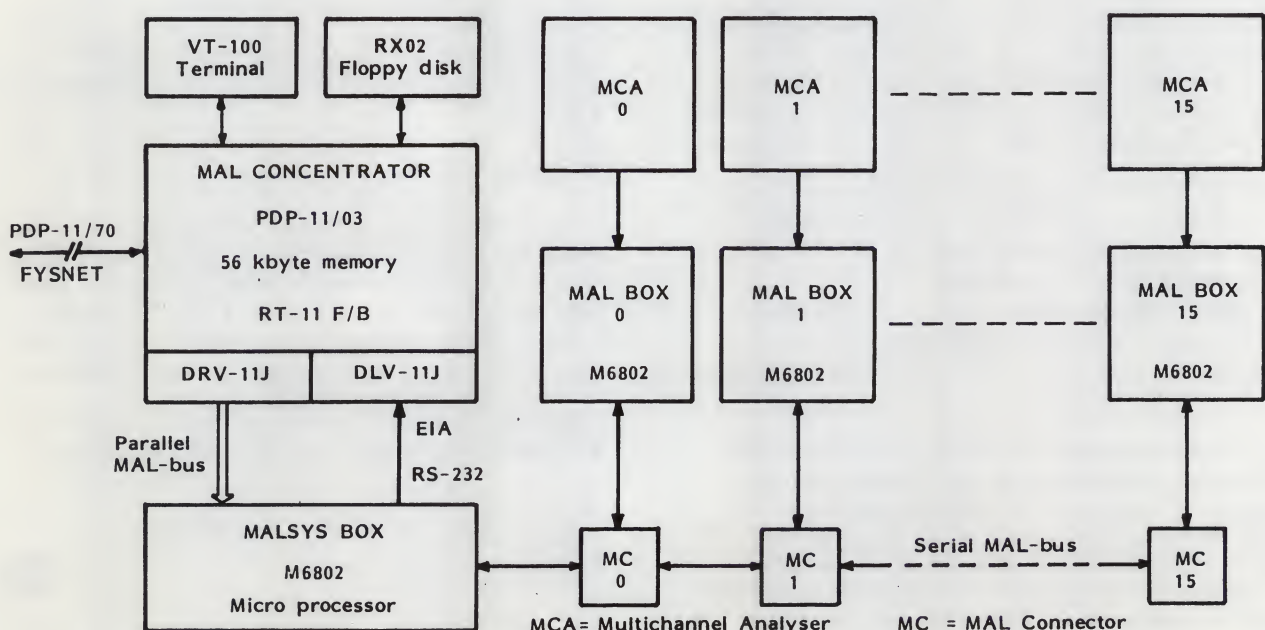 VT-100
Terminal
RX02
Floppy disk
MCA
0
MCA
1
MCA
15
MAL CONCENTRATOR
PDP-11/03
56 kbyte memory
RT-11 F/B
PDP-11/70
FYSNET
DRV-11J
DLV-11J
MAL BOX
0
M6802
MAL BOX
1
M6802
MAL BOX
15
M6802
Parallel
MAL-bus
EIA
RS-232
MALSYS BOX
M6802
Micro processor
MC
0
MC
1
Serial MAL-bus
MC
15
MCA= Multichannel Analyser
MC = MAL Connector